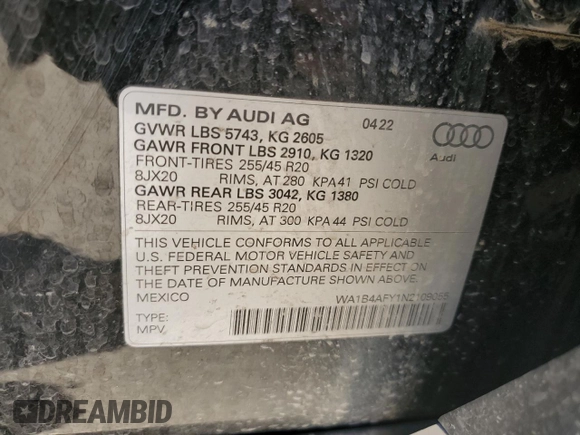 MFD. BY AUDI AG 0422
GVWR LBS 5743, KG 2605
GAWR FRONT LBS 2910, KG 1320
FRONT-TIRES 255/45 R20
8JX20 RIMS, AT 280 KPA 41 PSI COLD
GAWR REAR LBS 3042, KG 1380
REAR-TIRES 255/45 R20
8JX20 RIMS, AT 300 KPA 44 PSI COLD
Audi
THIS VEHICLE CONFORMS TO ALL APPLICABLE
U.S. FEDERAL MOTOR VEHICLE SAFETY AND
THEFT PREVENTION STANDARDS IN EFFECT ON
THE DATE OF MANUFACTURE SHOWN ABOVE.
MEXICO
TYPE:
MPV
DREAMBID